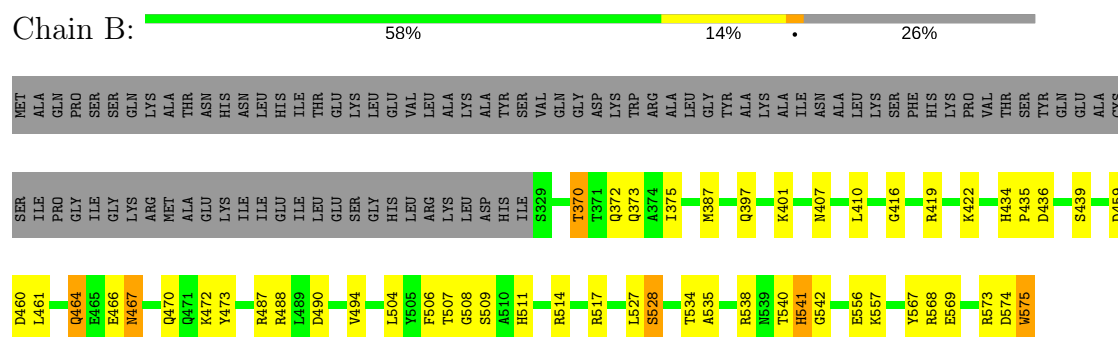 Chain B:
58% 14% • 26%
MET ALA GLN PRO SER SER GLN LYS ALA THR ASN HIS ASN LEU HIS ILE THR GLU LYS LEU GLU VAL LEU ALA LYS ALA TYR SER VAL GLN GLY ASP LYS TRP ARG ALA LEU GLY TYR ALA LYS ALA ILE ASN ALA LEU LYS SER PHE HIS LYS PRO VAL THR SER TYR GLN GLU ALA CYS
SER ILE PRO GLY ILE GLY LYS ARG MET ALA GLU LYS ILE ILE GLU ILE LEU GLU SER GLY HIS LEU ARG LYS LEU ASP HIS ILE S329 T370 T371 Q372 Q373 A374 I375 M387 Q397 K401 N407 L410 G416 R419 K422 H434 P435 D436 S439 D459
D460 L461 Q464 E465 E466 N467 Q470 Q471 K472 Y473 R487 R488 L489 D490 V494 L504 Y505 F506 T507 G508 S509 A510 H511 R514 R517 L527 S528 T534 A535 R538 N539 T540 H541 G542 E556 K557 Y567 R568 E569 R573 D574 W575